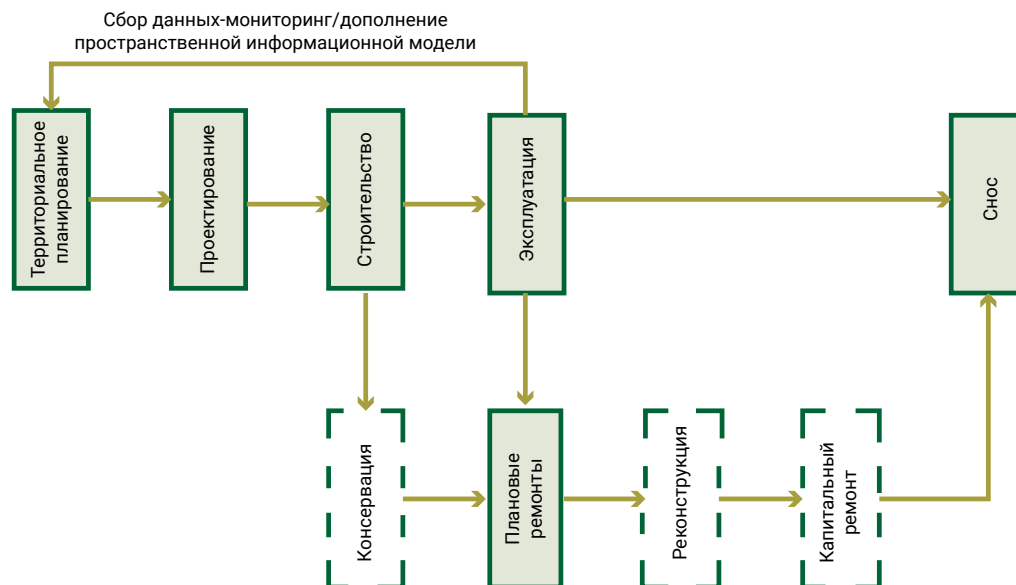 Сбор данных-мониторинг/дополнение
пространственной информационной модели
Территориальное
планирование
Проектирование
Строительство
Эксплуатация
Снос
Консервация
Плановые
ремонты
Реконструкция
Капитальный
ремонт